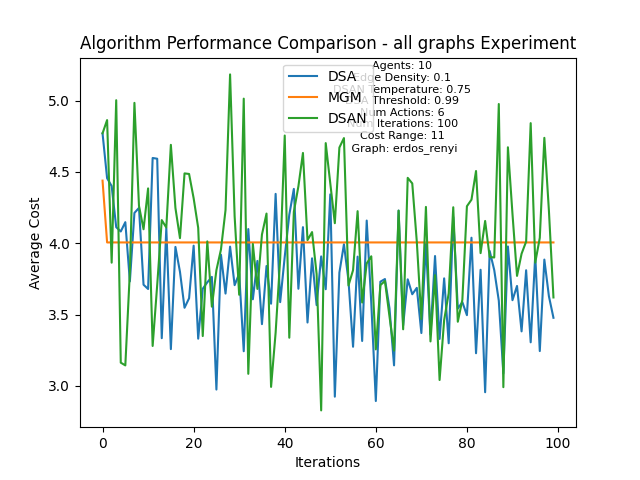 Algorithm Performance Comparison - all graphs Experiment
Agents: 10
Edge Density: 0.1
DSAN Temperature: 0.75
Threshold: 0.99
Num Actions: 6
Iterations: 100
Cost Range: 11
Graph: erdos_renyi
DSA
MGM
DSAN
5.0
4.5
4.0
3.5
3.0
Average Cost
0
20
40
60
80
100
Iterations